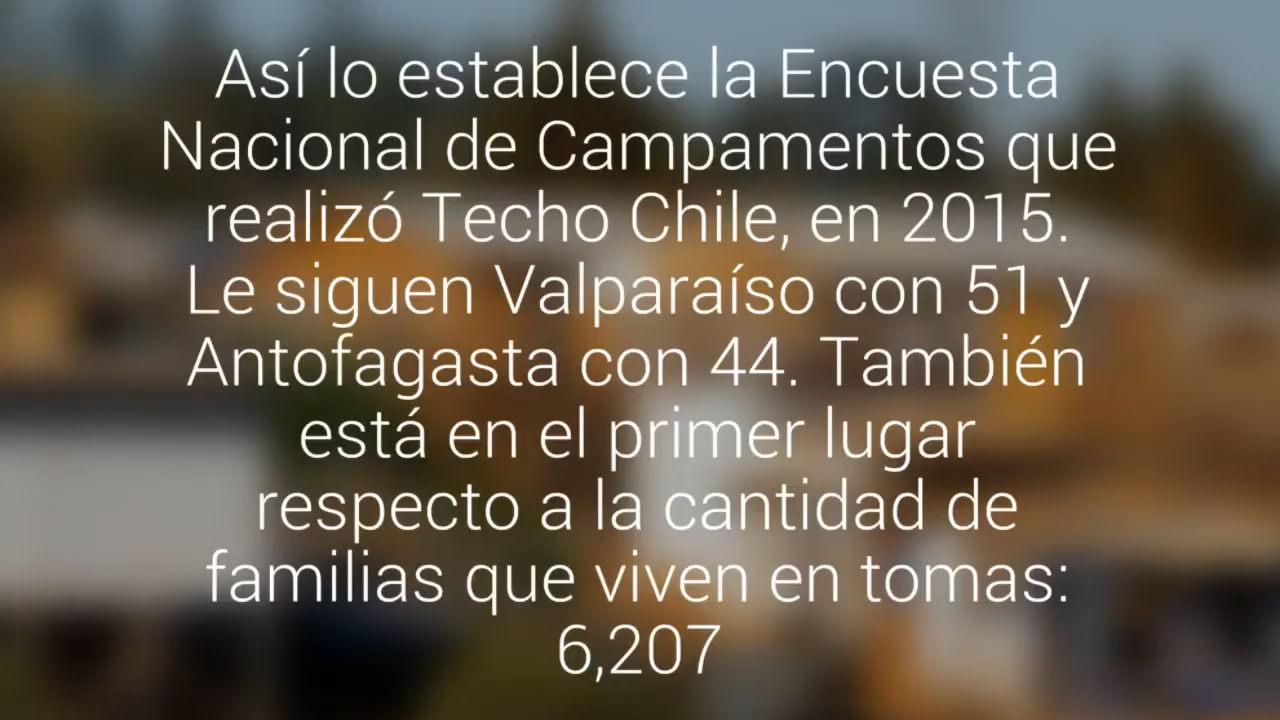 Así lo establece la Encuesta
Nacional de Campamentos que
realizó Techo Chile, en 2015.
Le siguen Valparaíso con 51 y
Antofagasta con 44. También
está en el primer lugar
respecto a la cantidad de
familias que viven en tomas:
6,207